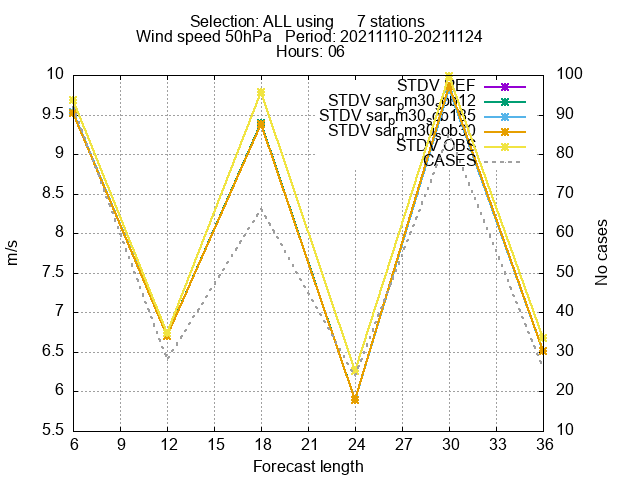 Selection: ALL using 7 stations
Wind speed 50hPa Period: 20211110-20211124
Hours: 06
STDV REF
STDV sar_pm30_sob12
STDV sar_pm30_sob135
STDV sar_pm30_sob30
STDV OBS
CASES
10
9.5
9
8.5
8
7.5
7
6.5
6
5.5
100
90
80
70
60
50
40
30
20
10
m/s
No cases
6 9 12 15 18 21 24 27 30 33 36
Forecast length